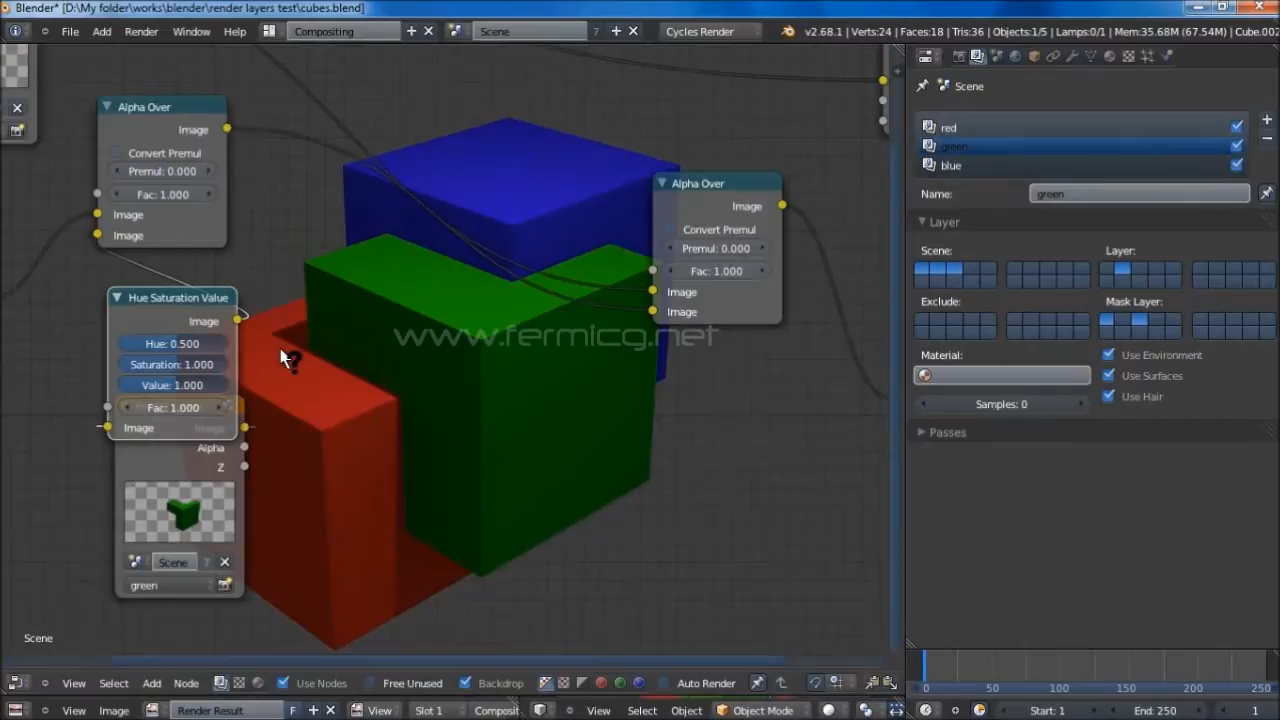 Blender* [D:\My folder\works\blender\render layers test\cubes.blend]
File Add Render Window Help Compositing Scene 7 Cycles Render v2.68.1 | Verts:24 | Faces:18 | Tris:36 | Objects:1/5 | Lamps:0/1 | Mem:35.68M (67.54M) | Cube.002
Alpha Over
Image
Convert Premul
Premul: 0.000
Fac: 1.000
Image
Image
Hue Saturation Value
Image
Hue: 0.500
Saturation: 1.000
Value: 1.000
Fac: 1.000
Image Image
Alpha
Z
Scene 7
green
Alpha Over
Image
Convert Premul
Premul: 0.000
Fac: 1.000
Image
Image
www.fermicg.net
Scene
Scene
red
green
blue
Name: green
Layer
Scene: Layer:
Exclude: Mask Layer:
Material:
Use Environment
Use Surfaces
Use Hair
Samples: 0
Passes
View Select Add Node Use Nodes Free Unused Backdrop Auto Render
0 50 100 150 200 250
View Image Render Result F View Slot 1 Composit View Select Object Object Mode Start: 1 End: 250 1